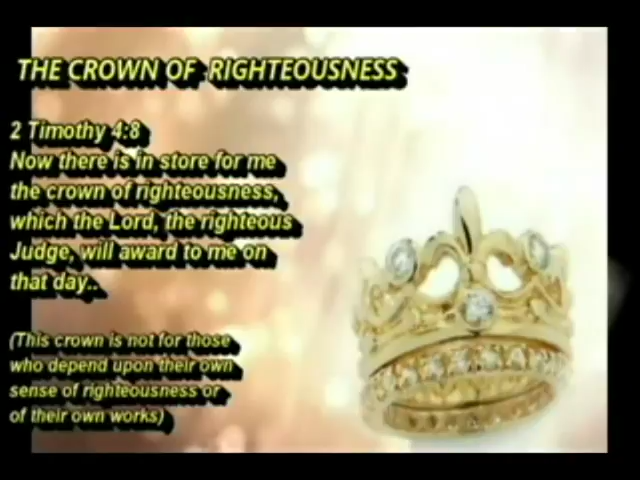 THE CROWN OF RIGHTEOUSNESS
2 Timothy 4:8
Now there is in store for me
the crown of righteousness,
which the Lord, the righteous
Judge, will award to me on
that day..
(This crown is not for those
who depend upon their own
sense of righteousness or
of their own works)